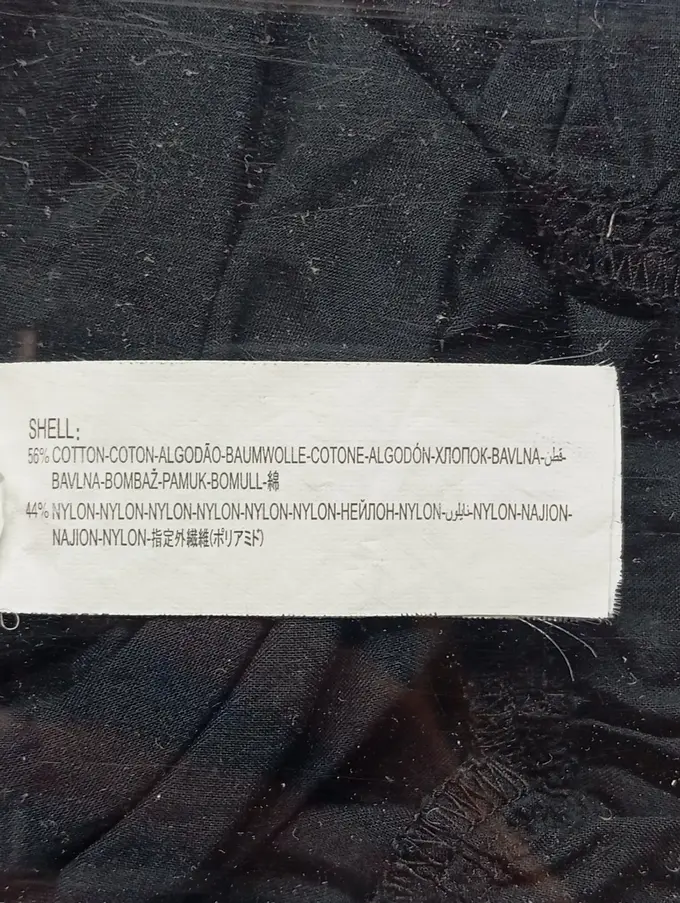 SHELL:
56% COTTON-COTON-ALGODÃO-BAUMWOLLE-COTONE-ALGODÓN-ХЛОПОК-BAVLNA-قطن-
BAVLNA-BOMBAŽ-PAMUK-BOMULL-綿
44% NYLON-NYLON-NYLON-NYLON-NYLON-NYLON-НЕЙЛОН-NYLON-نايلون-NYLON-NAJION-
NAJION-NYLON-指定外繊維(ポリアミド)